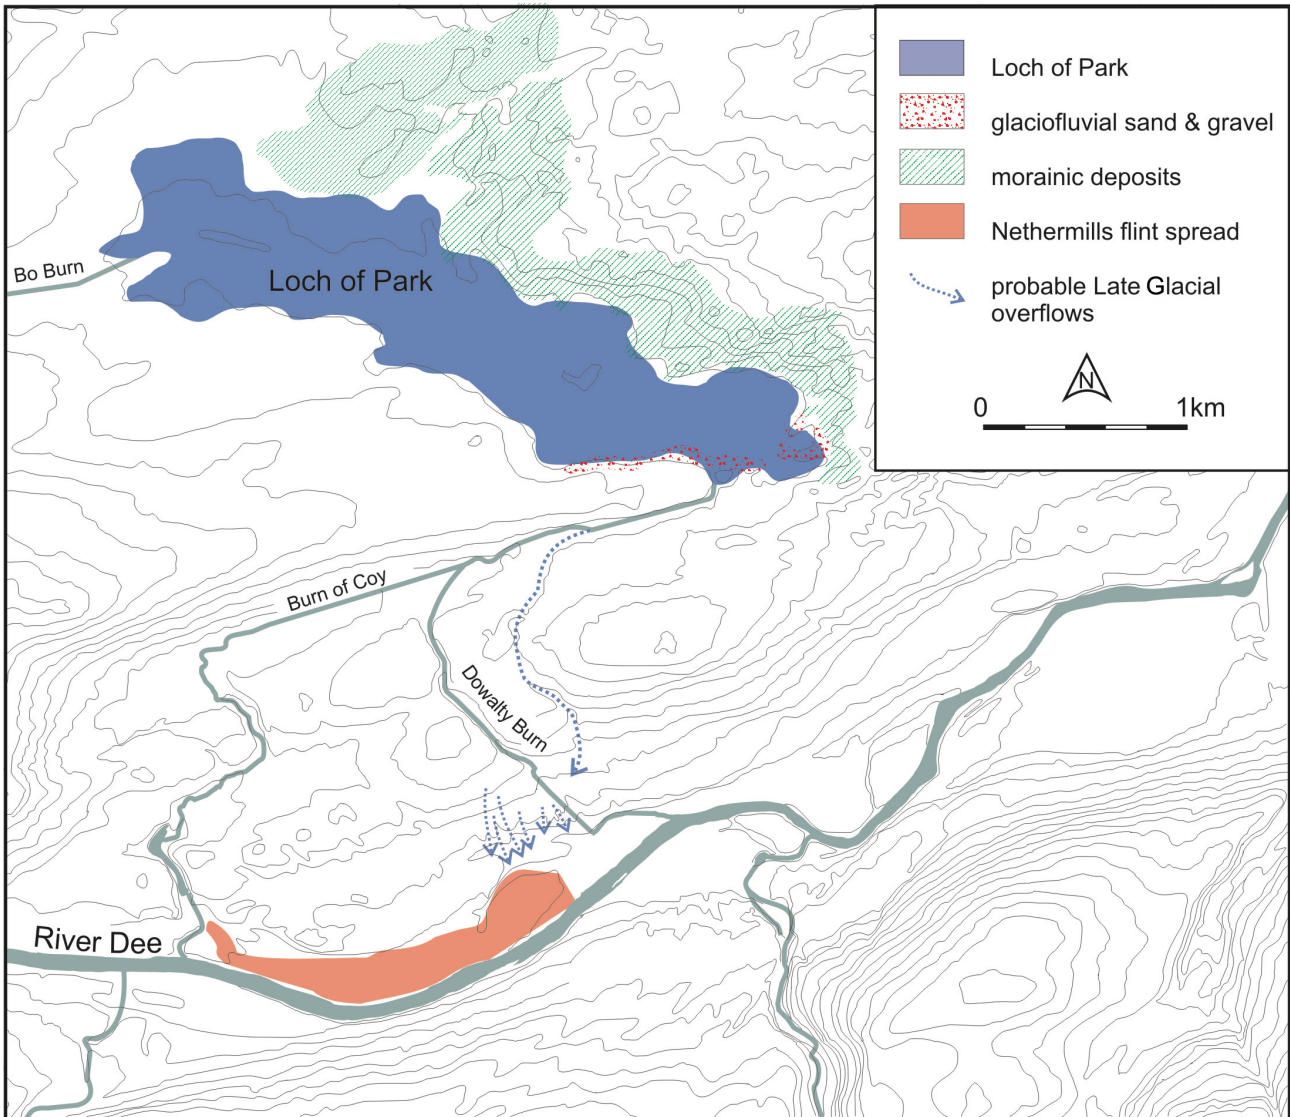 Loch of Park
glaciofluvial sand & gravel
morainic deposits
Nethermills flint spread
probable Late Glacial
overflows
N
0 1km
Bo Burn
Loch of Park
Burn of Coy
Dowalty Burn
River Dee